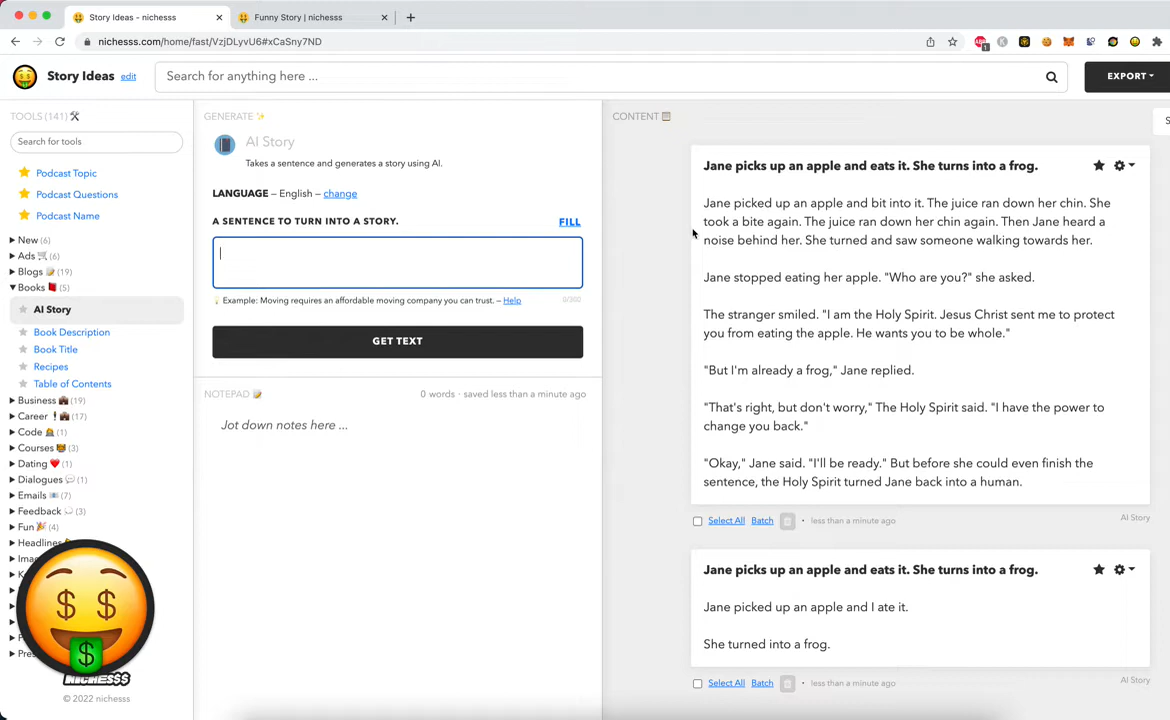 Story Ideas - nichesss
Funny Story | nichesss
nichesss.com/home/fast/VzjDLyvU6#xCaSny7ND
Story Ideas edit
Search for anything here ...
EXPORT
TOOLS (141)
Search for tools
Podcast Topic
Podcast Questions
Podcast Name
New (6)
Ads (6)
Blogs (19)
Books (5)
AI Story
Book Description
Book Title
Recipes
Table of Contents
Business (19)
Career (17)
Code (1)
Courses (3)
Dating (1)
Dialogues (1)
Emails (7)
Feedback (3)
Fun (4)
Headlines
NICHESSS
© 2022 nichesss
GENERATE
AI Story
Takes a sentence and generates a story using AI.
LANGUAGE – English – change
A SENTENCE TO TURN INTO A STORY.
FILL
Example: Moving requires an affordable moving company you can trust. – Help
GET TEXT
NOTEPAD
0 words · saved less than a minute ago
Jot down notes here ...
CONTENT
Jane picks up an apple and eats it. She turns into a frog.
Jane picked up an apple and bit into it. The juice ran down her chin. She
took a bite again. The juice ran down her chin again. Then Jane heard a
noise behind her. She turned and saw someone walking towards her.
Jane stopped eating her apple. "Who are you?" she asked.
The stranger smiled. "I am the Holy Spirit. Jesus Christ sent me to protect
you from eating the apple. He wants you to be whole."
"But I'm already a frog," Jane replied.
"That's right, but don't worry," The Holy Spirit said. "I have the power to
change you back."
"Okay," Jane said. "I'll be ready." But before she could even finish the
sentence, the Holy Spirit turned Jane back into a human.
Select All Batch · less than a minute ago
AI Story
Jane picks up an apple and eats it. She turns into a frog.
Jane picked up an apple and I ate it.
She turned into a frog.
Select All Batch · less than a minute ago
AI Story